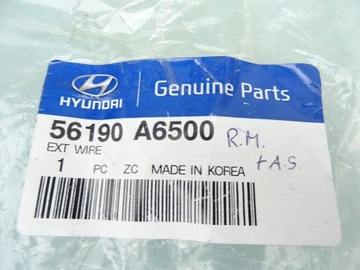 HYUNDAI
Genuine Parts
56190 A6500
R.M.
+A.S.
EXT WIRE
1 PC ZC MADE IN KOREA